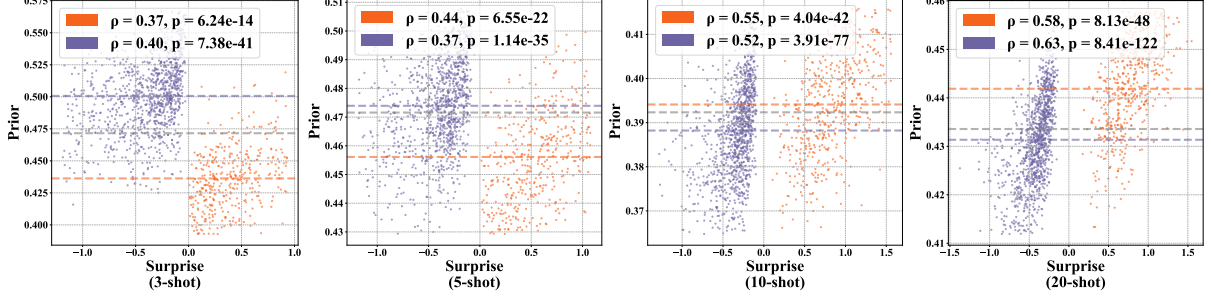 ρ = 0.37, p = 6.24e-14
ρ = 0.40, p = 7.38e-41
0.575
0.550
0.525
0.500
0.475
0.450
0.425
0.400
Prior
−1.0
−0.5
0.0
0.5
1.0
Surprise
(3-shot)
ρ = 0.44, p = 6.55e-22
ρ = 0.37, p = 1.14e-35
0.51
0.50
0.49
0.48
0.47
0.46
0.45
0.44
0.43
Prior
−1.0
−0.5
0.0
0.5
1.0
Surprise
(5-shot)
ρ = 0.55, p = 4.04e-42
ρ = 0.52, p = 3.91e-77
0.41
0.40
0.39
0.38
0.37
Prior
−1.0
−0.5
0.0
0.5
1.0
1.5
Surprise
(10-shot)
ρ = 0.58, p = 8.13e-48
ρ = 0.63, p = 8.41e-122
0.46
0.45
0.44
0.43
0.42
0.41
Prior
−1.5
−1.0
−0.5
0.0
0.5
1.0
1.5
Surprise
(20-shot)